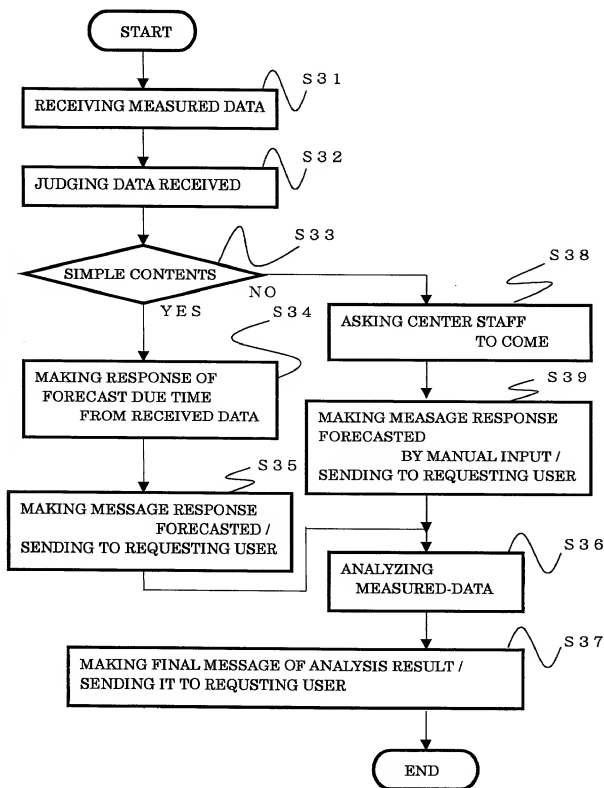 START
S31
RECEIVING MEASURED DATA
S32
JUDGING DATA RECEIVED
S33
SIMPLE CONTENTS
NO
YES
S34
MAKING RESPONSE OF
FORECAST DUE TIME
FROM RECEIVED DATA
S35
MAKING MESSAGE RESPONSE
FORECASTED /
SENDING TO REQUESTING USER
S38
ASKING CENTER STAFF
TO COME
S39
MAKING MEASAGE RESPONSE
FORECASTED
BY MANUAL INPUT /
SENDING TO REQUESTING USER
S36
ANALYZING
MEASURED-DATA
S37
MAKING FINAL MESSAGE OF ANALYSIS RESULT /
SENDING IT TO REQUSTING USER
END